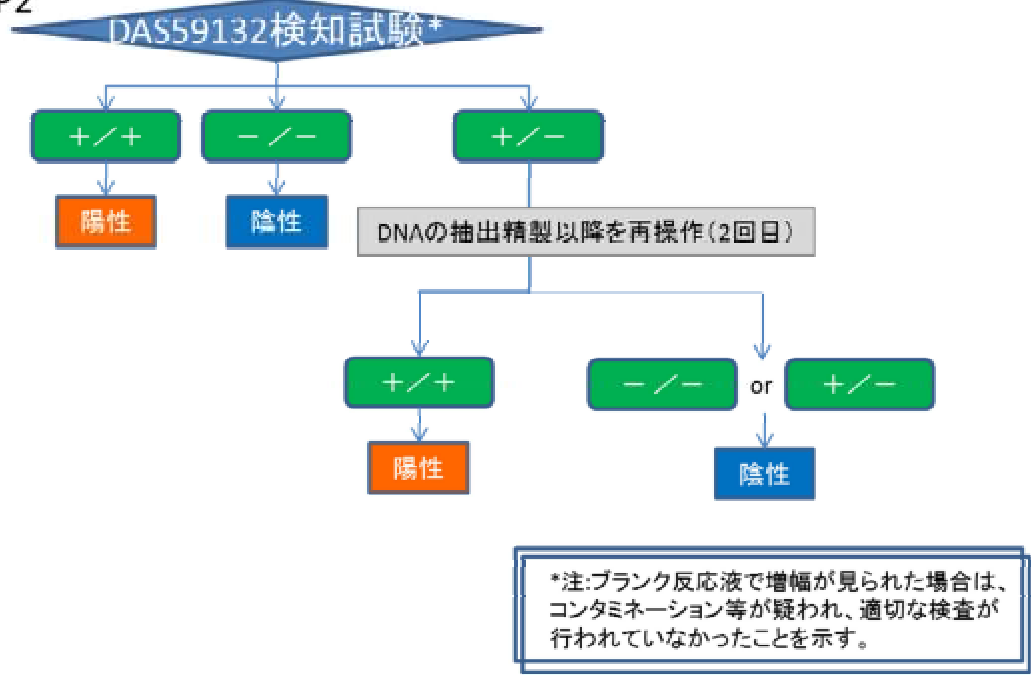 DAS59132検知試験*
+/+
-/-
+/-
陽性
陰性
DNAの抽出精製以降を再操作(2回目)
+/+
-/-
or
+/-
陽性
陰性
*注:ブランク反応液で増幅が見られた場合は、
コンタミネーション等が疑われ、適切な検査が
行われていなかったことを示す。